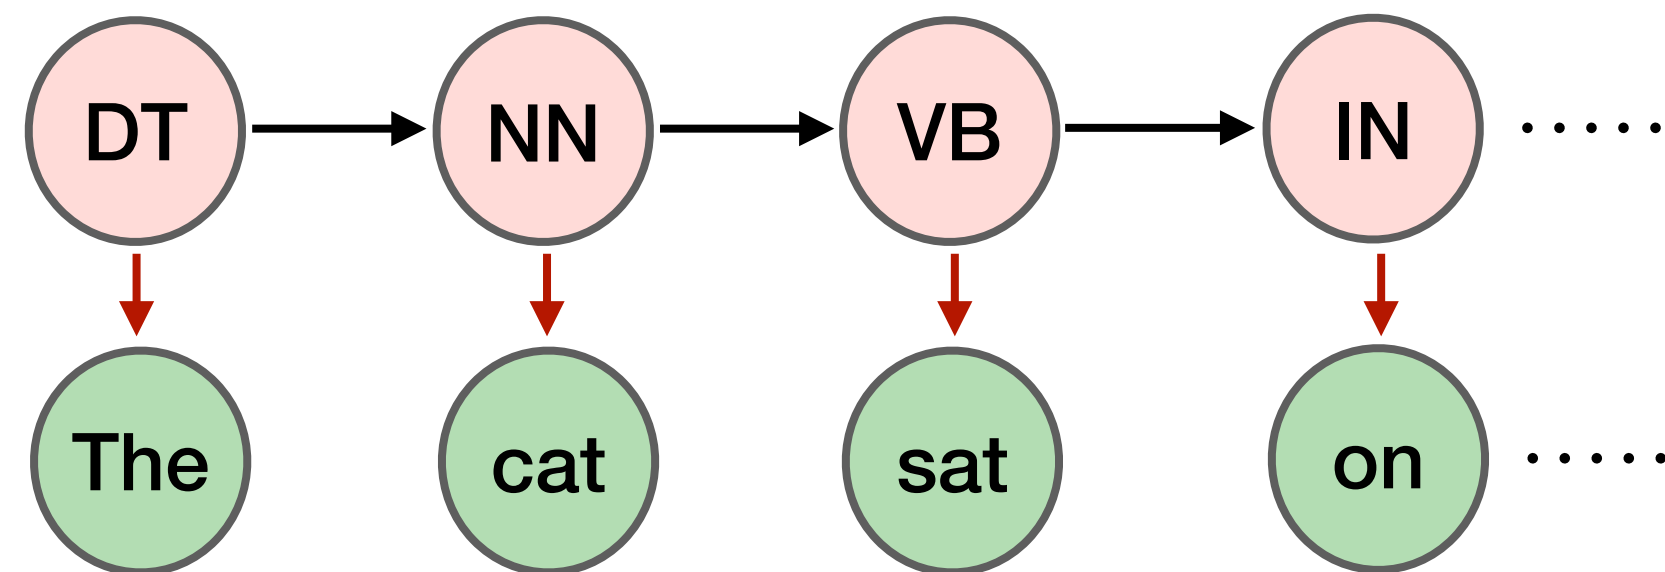 DT NN VB IN .....
The cat sat on .....